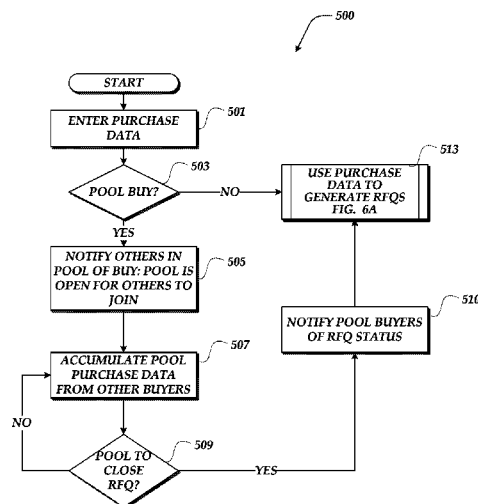 500
START
ENTER PURCHASE
DATA
501
503
POOL BUY?
NO
USE PURCHASE
DATA TO
GENERATE RFQS
FIG. 6A
513
YES
NOTIFY OTHERS IN
POOL OF BUY: POOL IS
OPEN FOR OTHERS TO
JOIN
505
NOTIFY POOL BUYERS
OF RFQ STATUS
510
ACCUMULATE POOL
PURCHASE DATA
FROM OTHER BUYERS
507
NO
POOL TO
CLOSE
RFQ?
509
YES